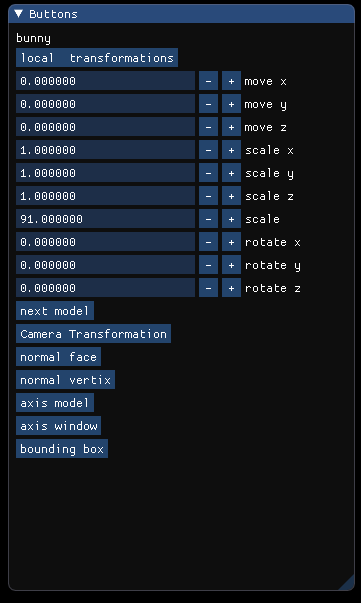 Buttons
bunny
local  transformations
0.000000 - + move x
0.000000 - + move y
0.000000 - + move z
1.000000 - + scale x
1.000000 - + scale y
1.000000 - + scale z
91.000000 - + scale
0.000000 - + rotate x
0.000000 - + rotate y
0.000000 - + rotate z
next model
Camera Transformation
normal face
normal vertix
axis model
axis window
bounding box